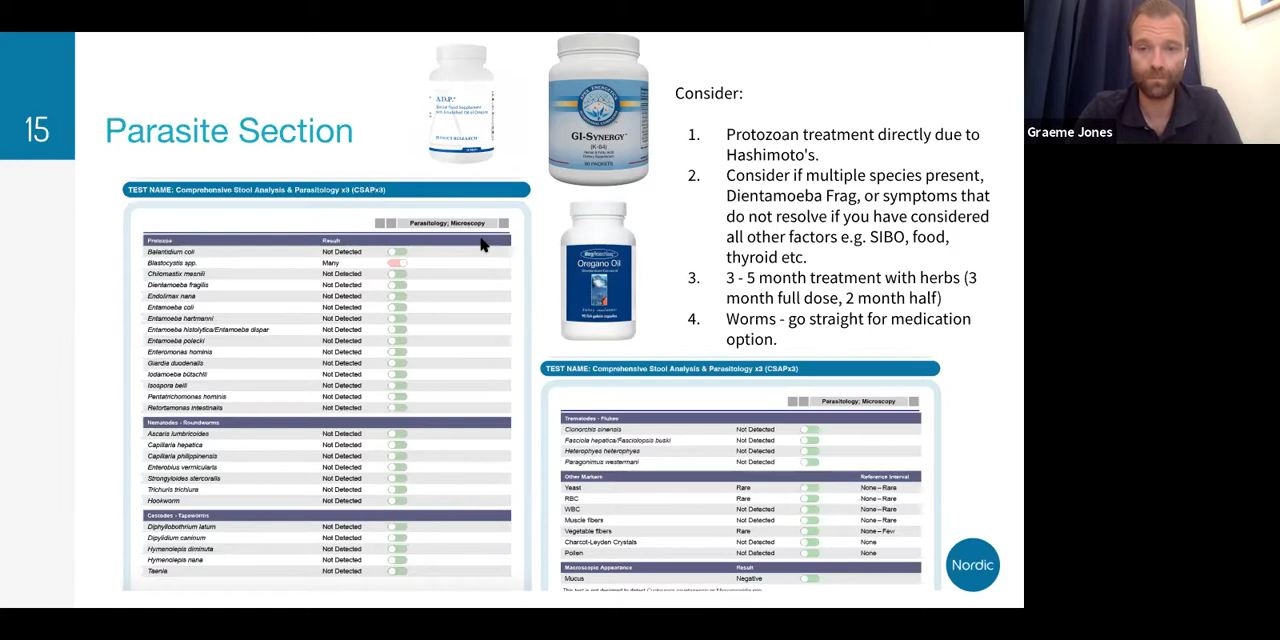 15
Parasite Section
A.D.P.
GI-SYNERGY
(K-64)
90 PACKETS
Oregano Oil
Consider:
1. Protozoan treatment directly due to
Hashimoto's.
2. Consider if multiple species present,
Dientamoeba Frag, or symptoms that
do not resolve if you have considered
all other factors e.g. SIBO, food,
thyroid etc.
3. 3 - 5 month treatment with herbs (3
month full dose, 2 month half)
4. Worms - go straight for medication
option.
Graeme Jones
TEST NAME: Comprehensive Stool Analysis & Parasitology x3 (CSAPx3)
Parasitology; Microscopy
Protozoa Result
Balantidium coli Not Detected
Blastocystis spp. Many
Chilomastix mesnili Not Detected
Dientamoeba fragilis Not Detected
Endolimax nana Not Detected
Entamoeba coli Not Detected
Entamoeba hartmanni Not Detected
Entamoeba histolytica/Entamoeba dispar Not Detected
Entamoeba polecki Not Detected
Enteromonas hominis Not Detected
Giardia duodenalis Not Detected
Iodamoeba bütschlii Not Detected
Isospora belli Not Detected
Pentatrichomonas hominis Not Detected
Retortamonas intestinalis Not Detected
Nematodes - Roundworms
Ascaris lumbricoides Not Detected
Capillaria hepatica Not Detected
Capillaria philippinensis Not Detected
Enterobius vermicularis Not Detected
Strongyloides stercoralis Not Detected
Trichuris trichiura Not Detected
Hookworm Not Detected
Cestodes - Tapeworms
Diphyllobothrium latum Not Detected
Dipylidium caninum Not Detected
Hymenolepis diminuta Not Detected
Hymenolepis nana Not Detected
Taenia Not Detected
TEST NAME: Comprehensive Stool Analysis & Parasitology x3 (CSAPx3)
Parasitology; Microscopy
Trematodes - Flukes
Clonorchis sinensis Not Detected
Fasciola hepatica/Fasciolopsis buski Not Detected
Heterophyes heterophyes Not Detected
Paragonimus westermani Not Detected
Other Markers Reference Interval
Yeast Rare None – Rare
RBC Rare None – Rare
WBC Not Detected None – Rare
Muscle fibers Not Detected None – Rare
Vegetable fibers Rare None – Few
Charcot-Leyden Crystals Not Detected None
Pollen Not Detected None
Macroscopic Appearance Result
Mucus Negative
Nordic